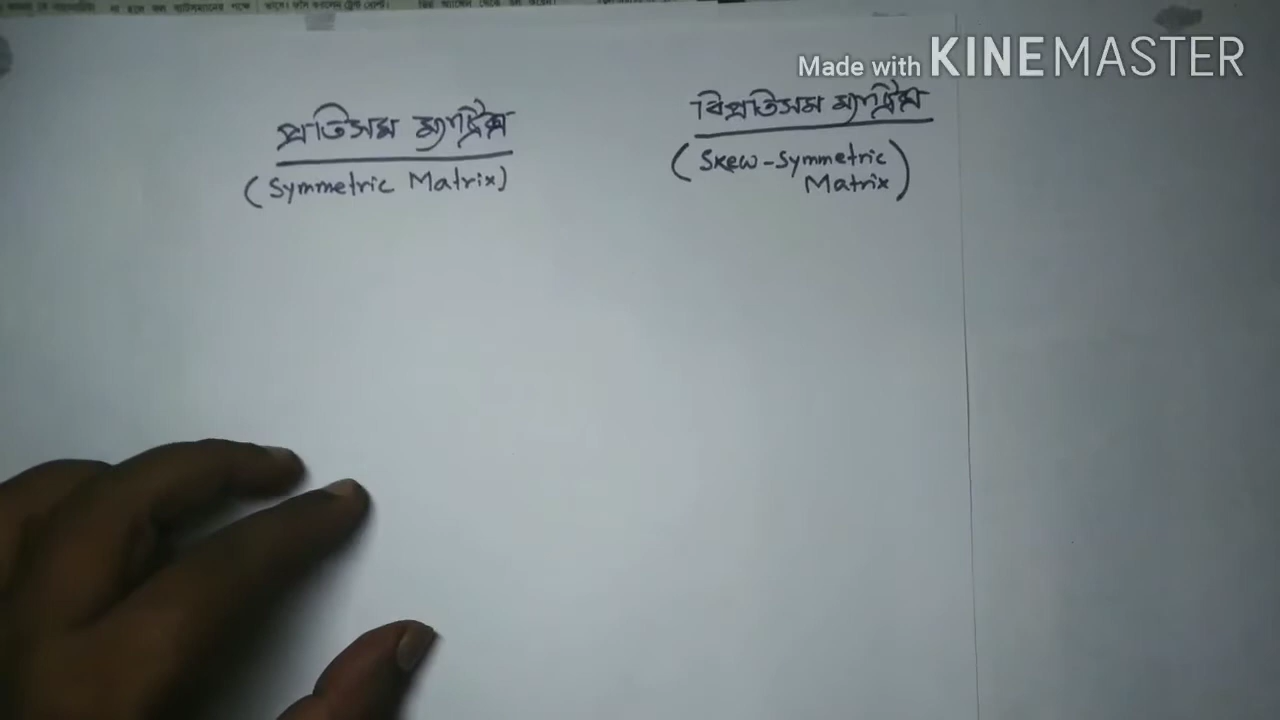 Made with KINEMASTER
প্রতিসম ম্যাট্রিক্স
(Symmetric Matrix)
বিপ্রতিসম ম্যাট্রিক্স
(Skew-Symmetric
Matrix)